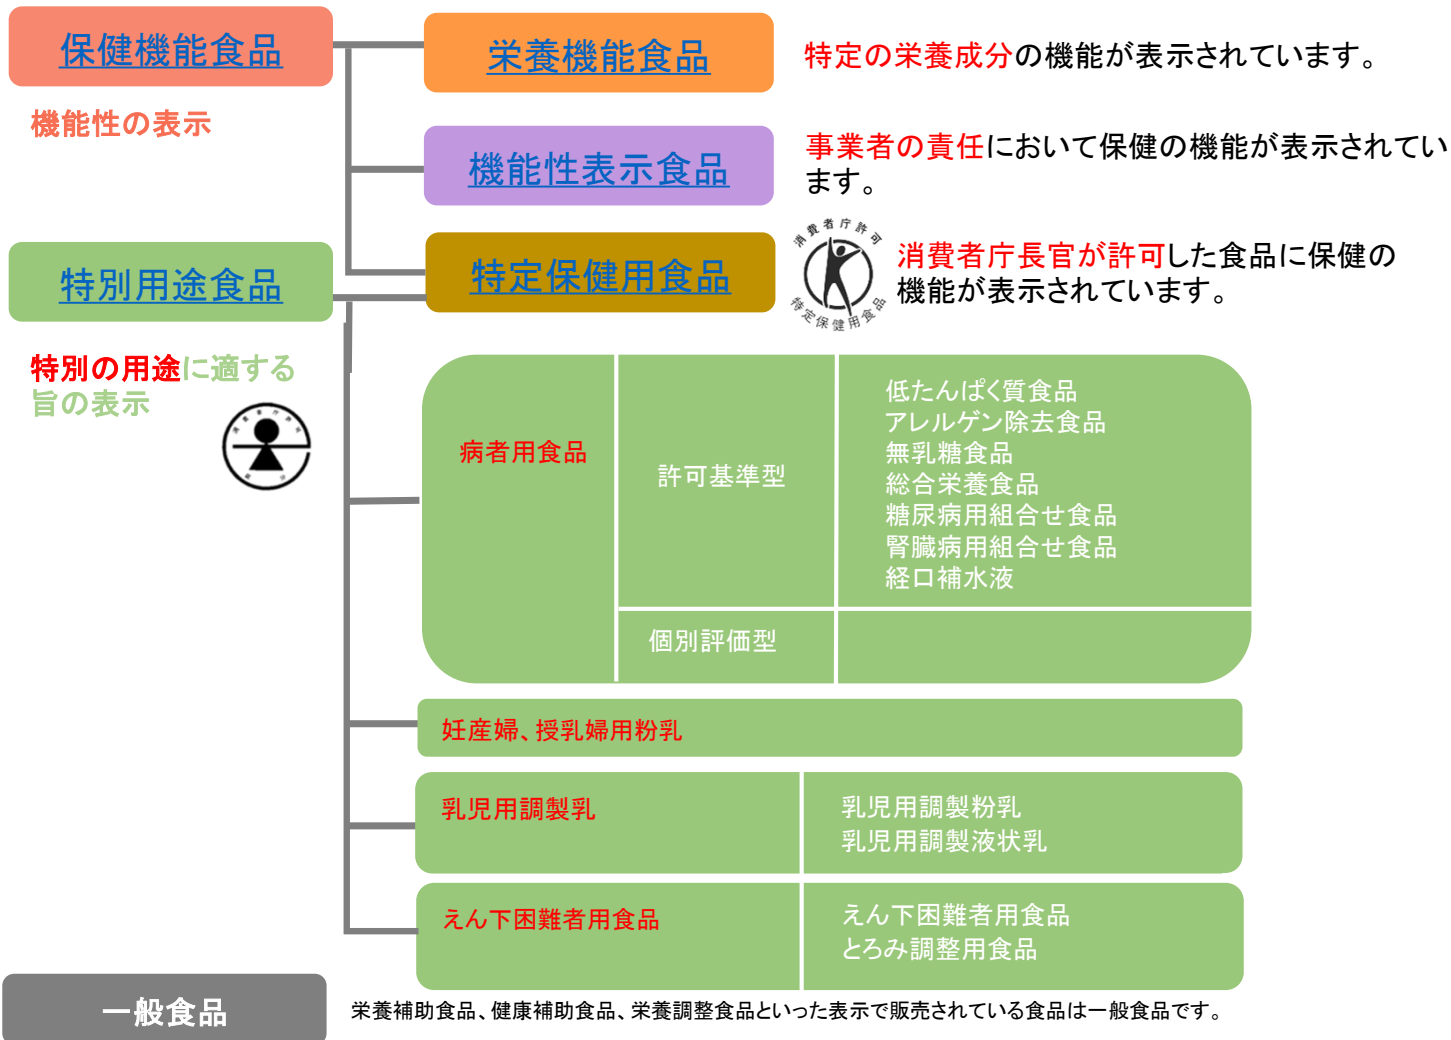 保健機能食品
機能性の表示
栄養機能食品
特定の栄養成分の機能が表示されています。
機能性表示食品
事業者の責任において保健の機能が表示されてい
ます。
特別用途食品
特別の用途に適する
旨の表示
特定保健用食品
消費者庁許可
特定保健用食品
消費者庁長官が許可した食品に保健の
機能が表示されています。
病者用食品
許可基準型
低たんぱく質食品
アレルゲン除去食品
無乳糖食品
総合栄養食品
糖尿病用組合せ食品
腎臓病用組合せ食品
経口補水液
個別評価型
妊産婦、授乳婦用粉乳
乳児用調製乳
乳児用調製粉乳
乳児用調製液状乳
えん下困難者用食品
えん下困難者用食品
とろみ調整用食品
一般食品
栄養補助食品、健康補助食品、栄養調整食品といった表示で販売されている食品は一般食品です。